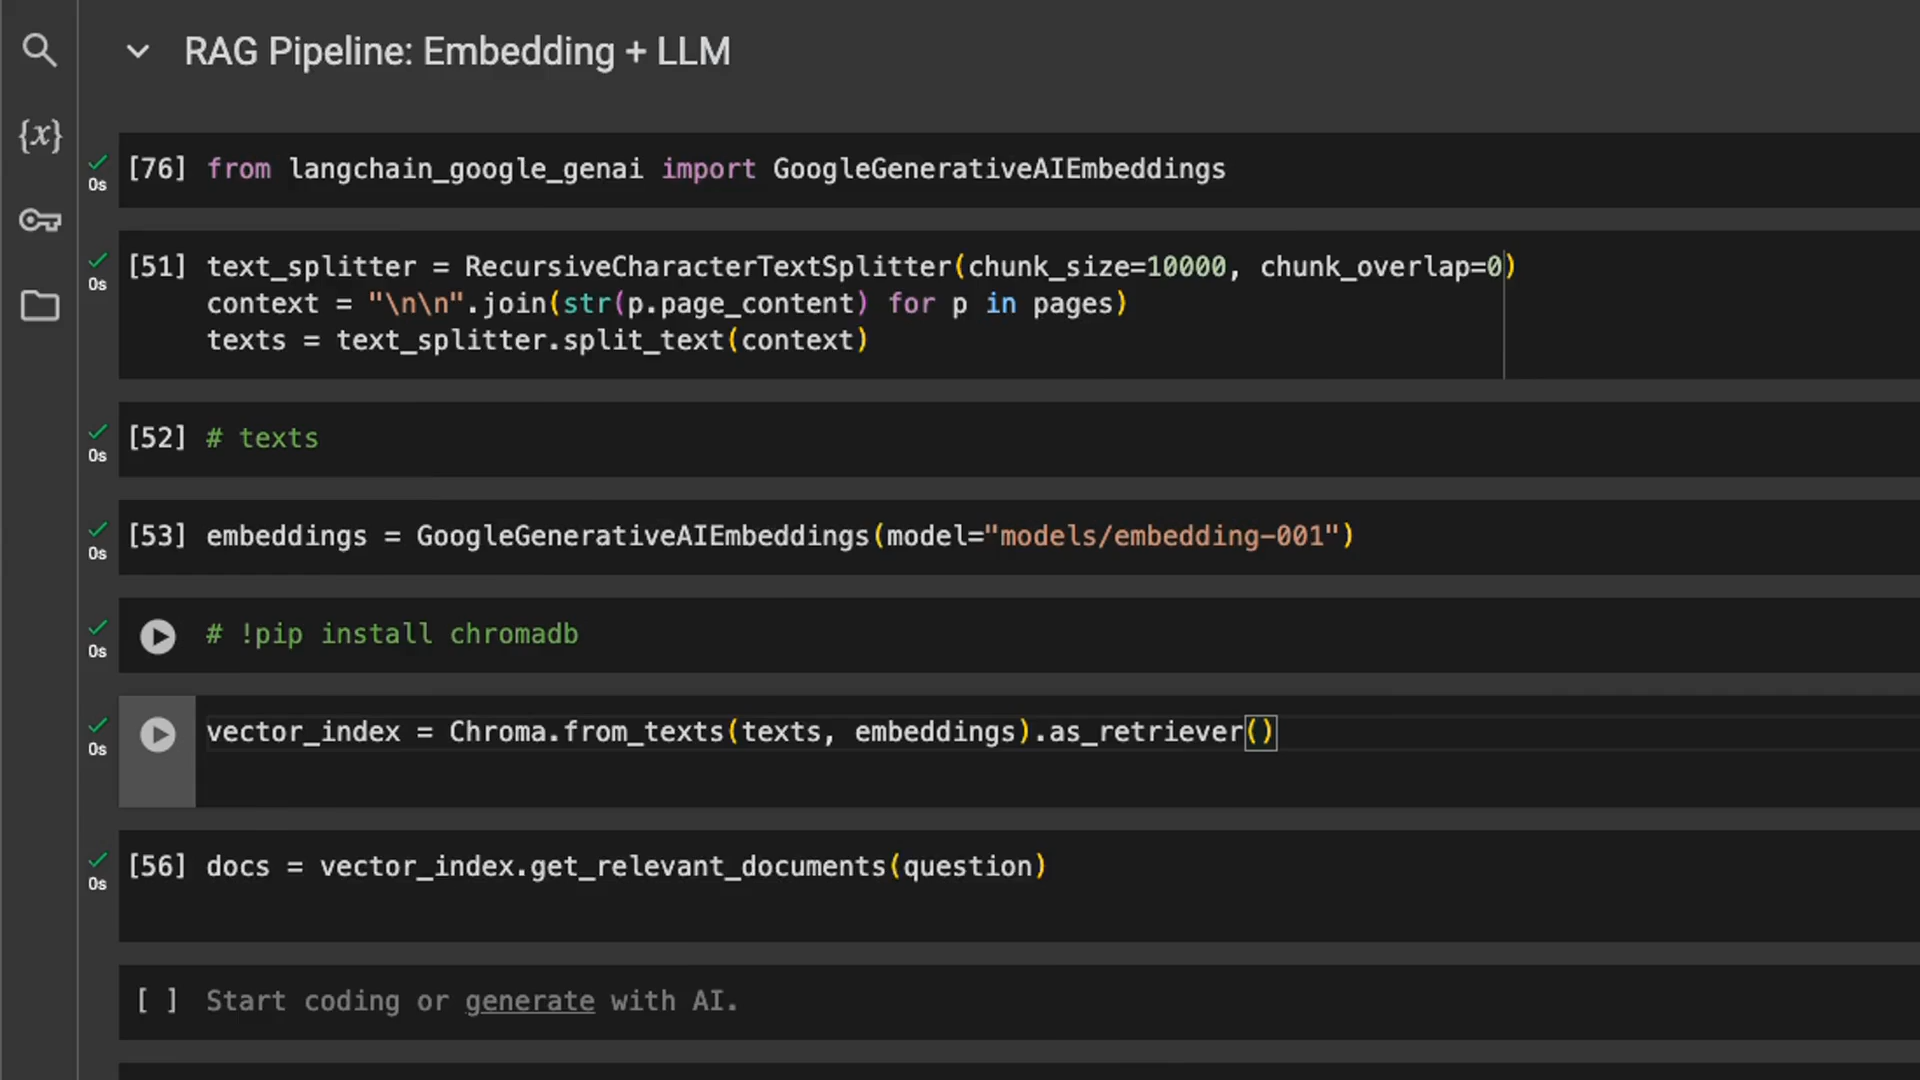 RAG Pipeline: Embedding + LLM
{x}
0s
[76] from langchain_google_genai import GoogleGenerativeAIEmbeddings
0s
[51] text_splitter = RecursiveCharacterTextSplitter(chunk_size=10000, chunk_overlap=0)
context = "\n\n".join(str(p.page_content) for p in pages)
texts = text_splitter.split_text(context)
0s
[52] # texts
0s
[53] embeddings = GoogleGenerativeAIEmbeddings(model="models/embedding-001")
0s
# !pip install chromadb
0s
vector_index = Chroma.from_texts(texts, embeddings).as_retriever()
0s
[56] docs = vector_index.get_relevant_documents(question)
0s
[ ] Start coding or generate with AI.